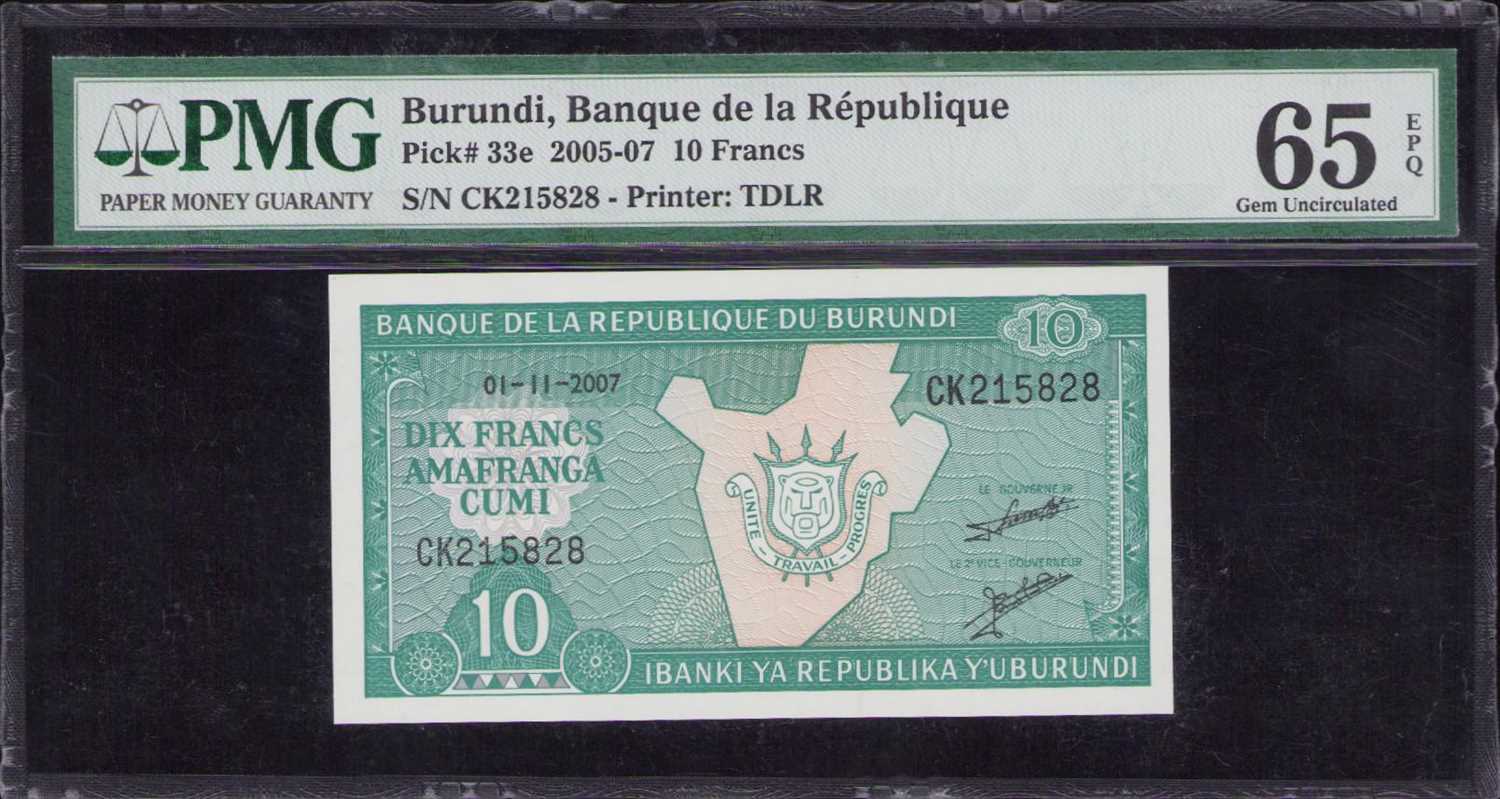 PMG
PAPER MONEY GUARANTY
Burundi, Banque de la République
Pick# 33e 2005-07 10 Francs
S/N CK215828 - Printer: TDLR
65
EPQ
Gem Uncirculated
BANQUE DE LA REPUBLIQUE DU BURUNDI
10
01-11-2007
CK215828
DIX FRANCS
AMAFRANGA
CUMI
CK215828
UNITE - TRAVAIL - PROGRES
LE GOUVERNEUR
LE 2e VICE-GOUVERNEUR
10
IBANKI YA REPUBLIKA Y'UBURUNDI